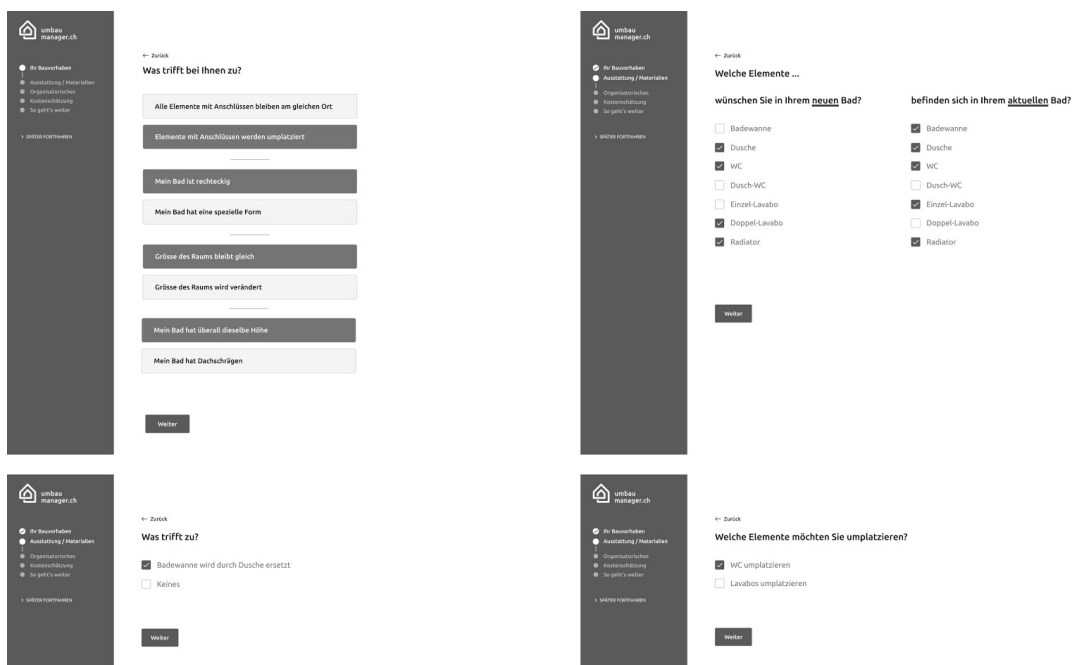 umbau
manager.ch
Ihr Bauvorhaben
Ausstattung / Materialien
Organisatorisches
Kostenschätzung
So geht's weiter
> SPÄTER FORTFAHREN
← Zurück
Was trifft bei Ihnen zu?
Alle Elemente mit Anschlüssen bleiben am gleichen Ort
Elemente mit Anschlüssen werden umplatziert
Mein Bad ist rechteckig
Mein Bad hat eine spezielle Form
Grösse des Raums bleibt gleich
Grösse des Raums wird verändert
Mein Bad hat überall dieselbe Höhe
Mein Bad hat Dachschrägen
Weiter
umbau
manager.ch
Ihr Bauvorhaben
Ausstattung / Materialien
Organisatorisches
Kostenschätzung
So geht's weiter
> SPÄTER FORTFAHREN
← Zurück
Welche Elemente ...
wünschen Sie in Ihrem neuen Bad?
Badewanne
Dusche
WC
Dusch-WC
Einzel-Lavabo
Doppel-Lavabo
Radiator
befinden sich in Ihrem aktuellen Bad?
Badewanne
Dusche
WC
Dusch-WC
Einzel-Lavabo
Doppel-Lavabo
Radiator
Weiter
umbau
manager.ch
Ihr Bauvorhaben
Ausstattung / Materialien
Organisatorisches
Kostenschätzung
So geht's weiter
> SPÄTER FORTFAHREN
← Zurück
Was trifft zu?
Badewanne wird durch Dusche ersetzt
Keines
Weiter
umbau
manager.ch
Ihr Bauvorhaben
Ausstattung / Materialien
Organisatorisches
Kostenschätzung
So geht's weiter
> SPÄTER FORTFAHREN
← Zurück
Welche Elemente möchten Sie umplatzieren?
WC umplatzieren
Lavabos umplatzieren
Weiter